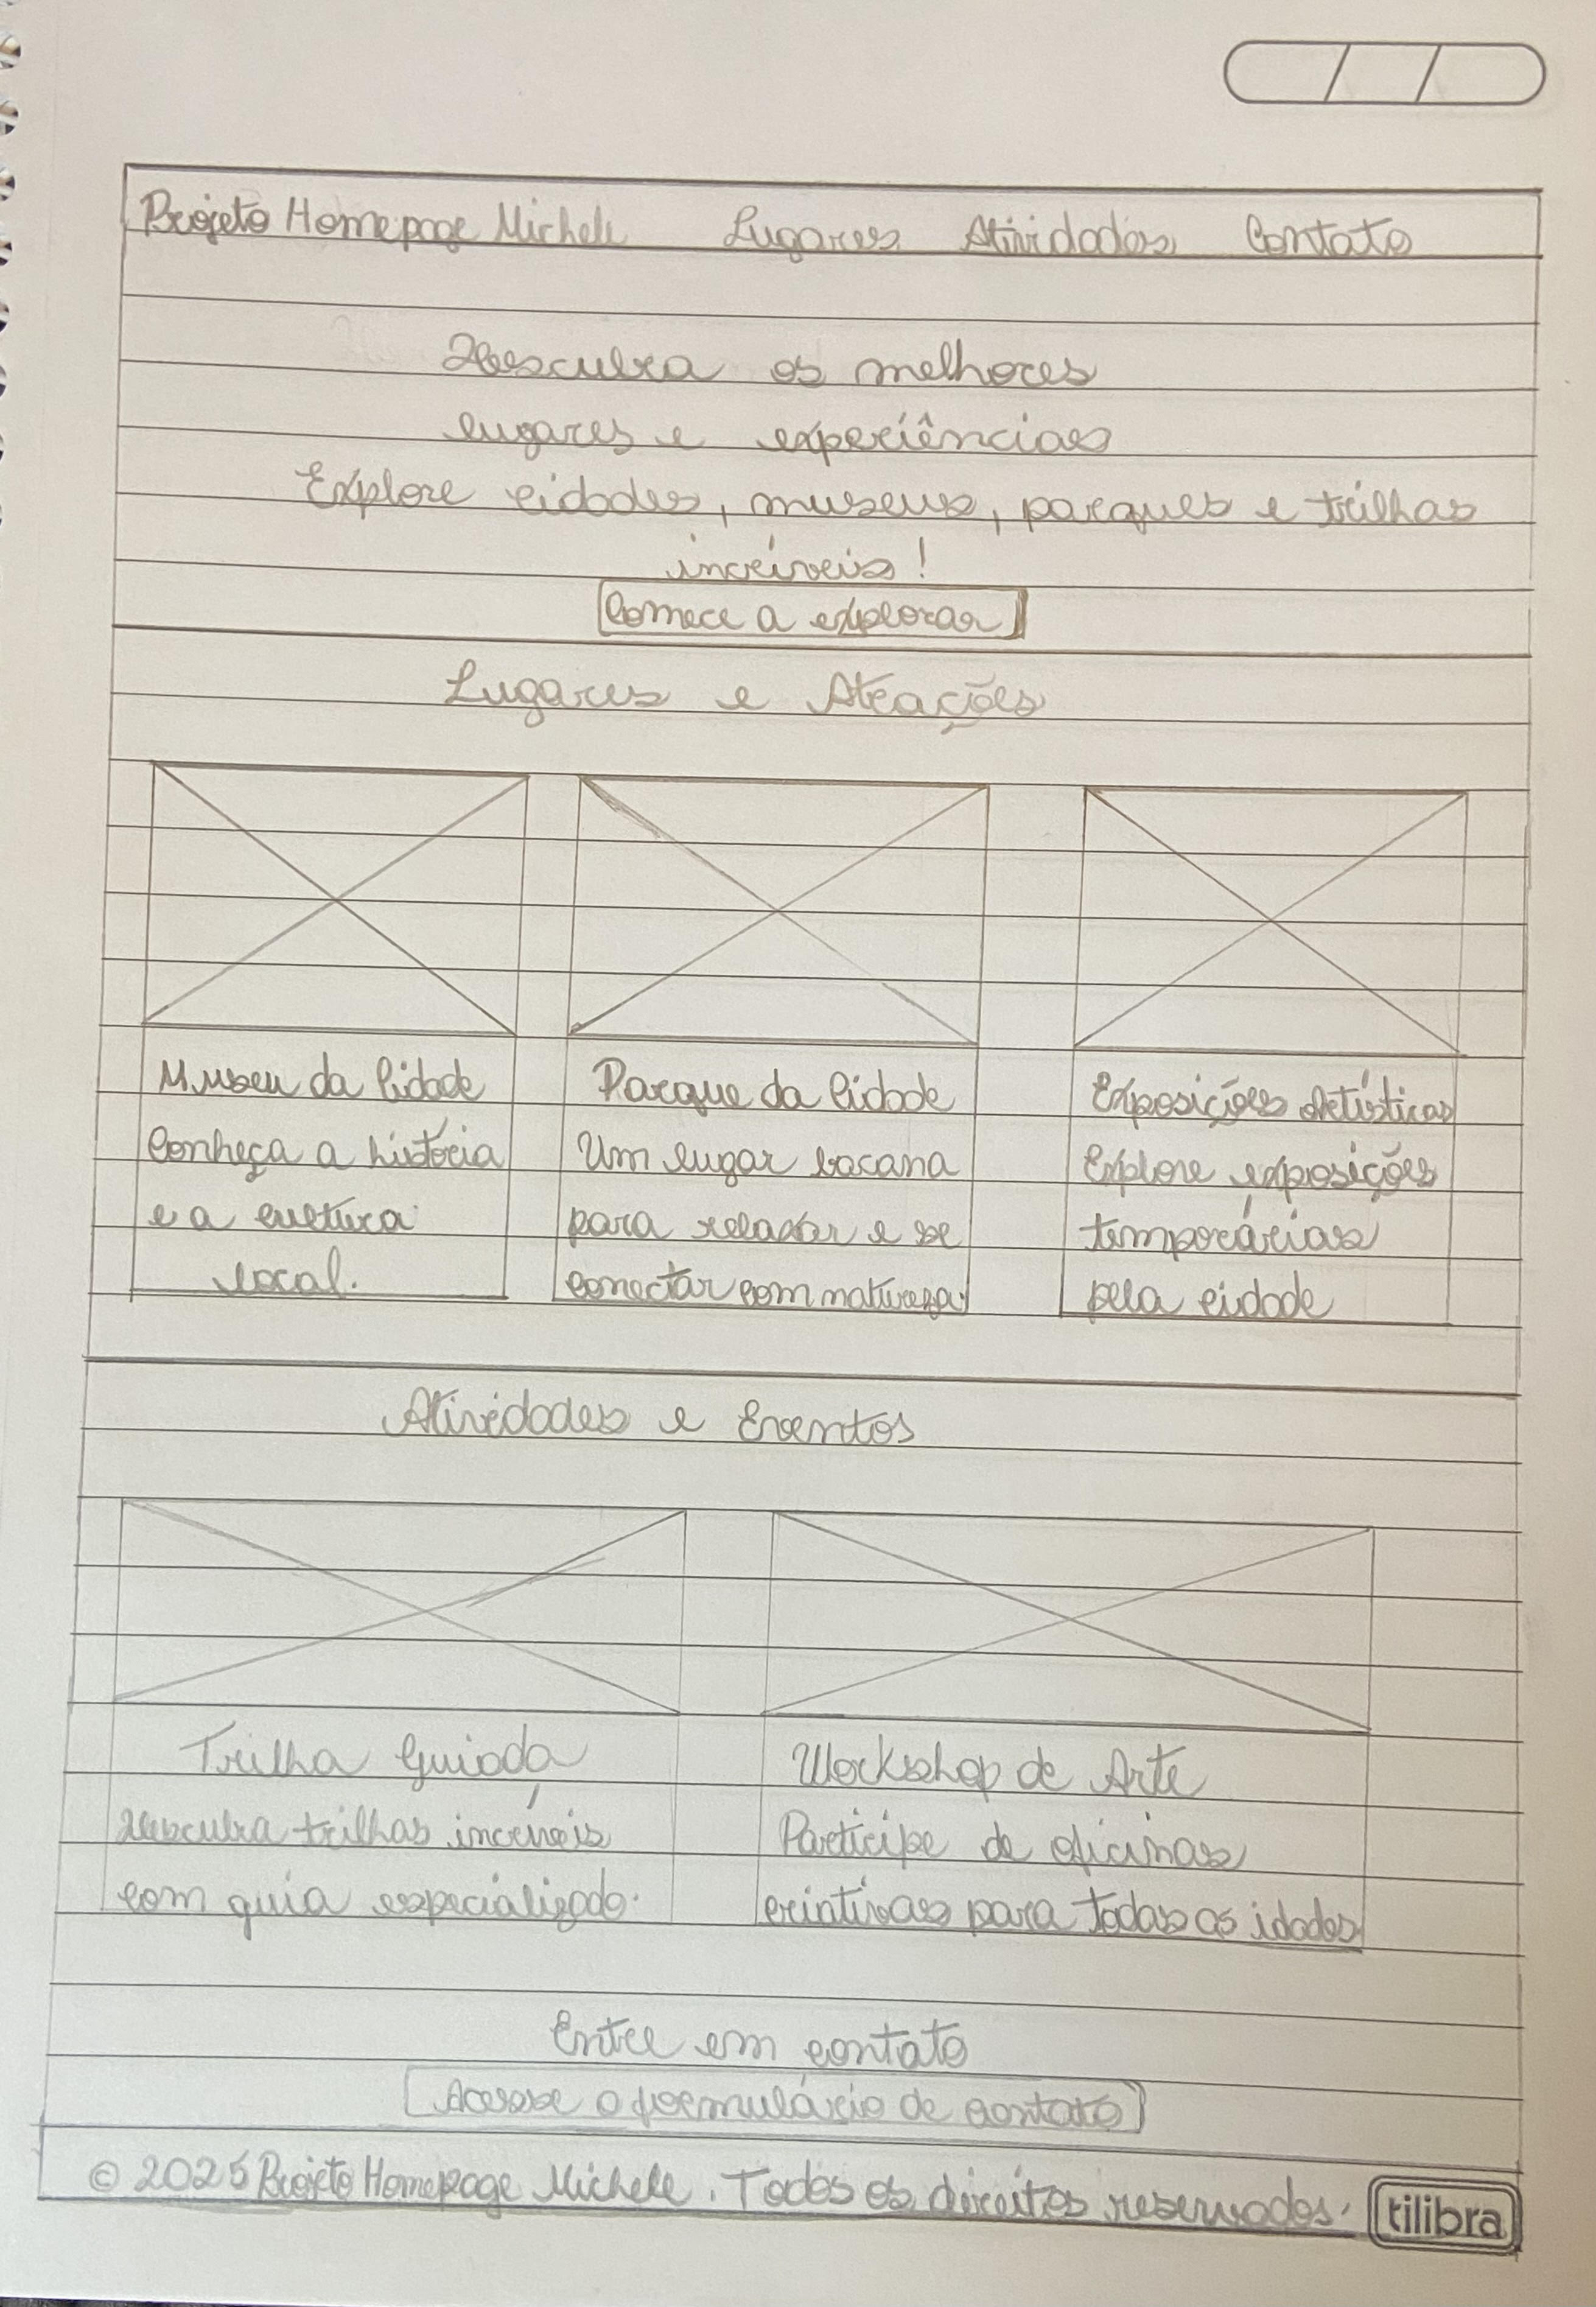 Projeto Homepage Michele Lugares Atividades Contato
Descubra os melhores
lugares e experiências
Explore cidades, museus, parques e trilhas
incríveis!
Comece a explorar
Lugares e Atrações
Museu da Cidade
Conheça a história
e a cultura
local.
Parque da Cidade
Um lugar bacana
para relaxar e se
conectar com natureza
Exposições Artísticas
Explore exposições
temporárias
pela cidade
Atividades e Eventos
Trilha Guiada
Descubra trilhas incríveis
com guia especializado.
Workshop de Arte
Participe de oficinas
para todas as idades
Entre em contato
Acesse o formulário de contato
© 2025 Projeto Homepage Michele. Todos os direitos reservados.
tilibra